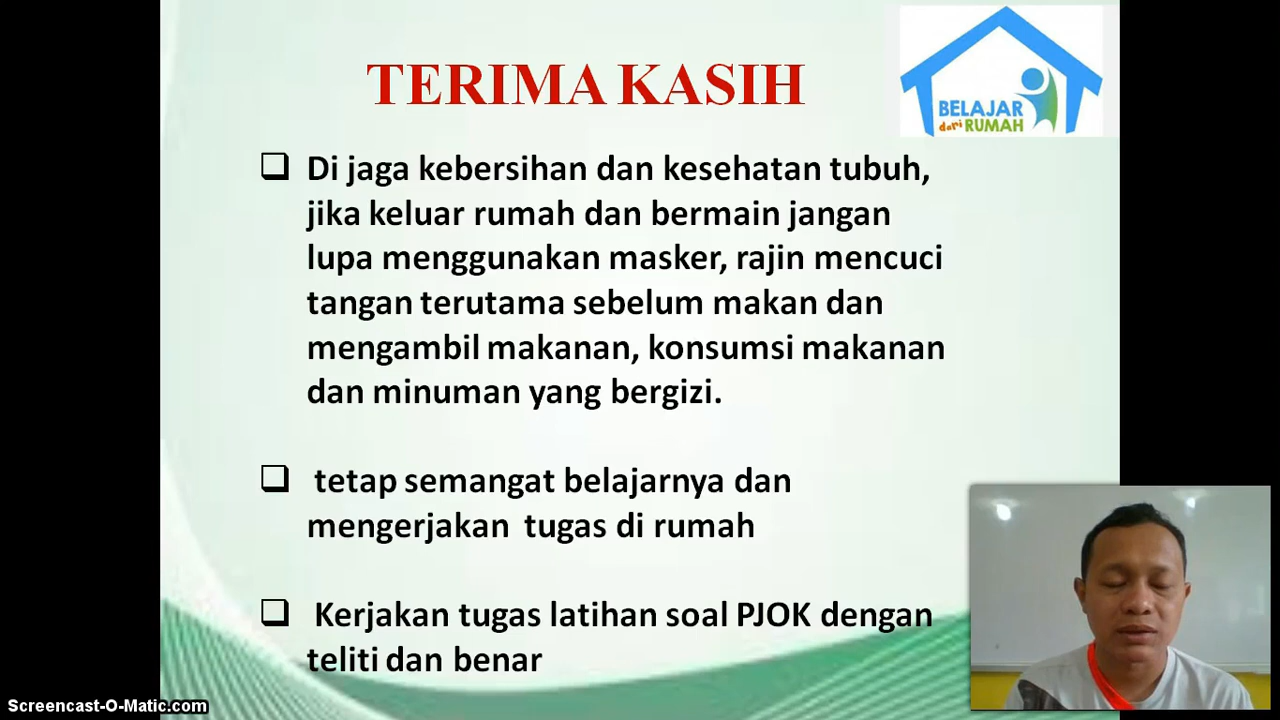 TERIMA KASIH
BELAJAR
dari RUMAH
Di jaga kebersihan dan kesehatan tubuh,
jika keluar rumah dan bermain jangan
lupa menggunakan masker, rajin mencuci
tangan terutama sebelum makan dan
mengambil makanan, konsumsi makanan
dan minuman yang bergizi.
tetap semangat belajarnya dan
mengerjakan tugas di rumah
Kerjakan tugas latihan soal PJOK dengan
teliti dan benar
Screencast-O-Matic.com